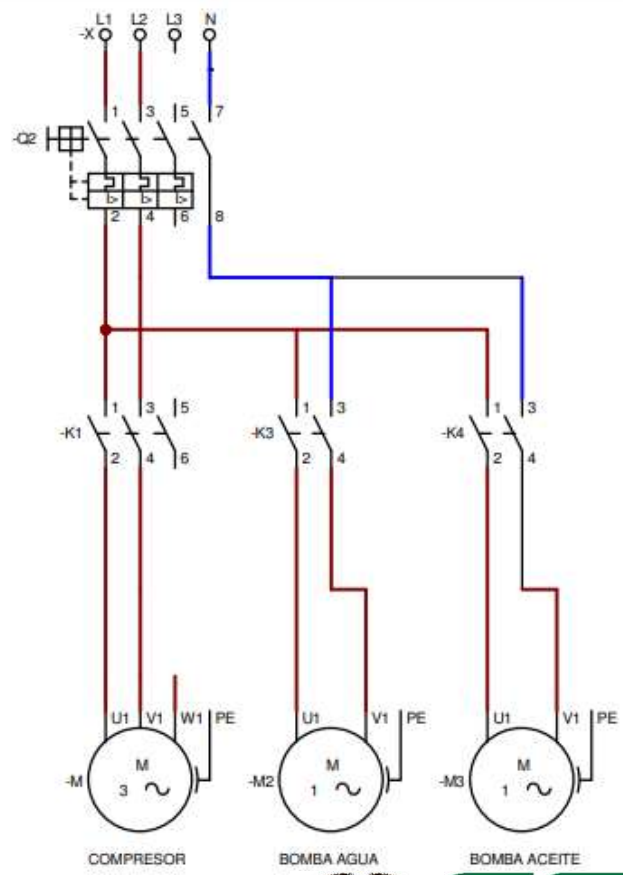 L1 L2 L3 N
-X
1 3 5 7
-Q2
I> I> I>
2 4 6 8
1 3 5 1 3 1 3
-K1 -K3 -K4
2 4 6 2 4 2 4
U1 V1 W1 PE U1 V1 PE U1 V1 PE
M M M
-M 3 -M2 1 -M3 1
COMPRESOR BOMBA AGUA BOMBA ACEITE